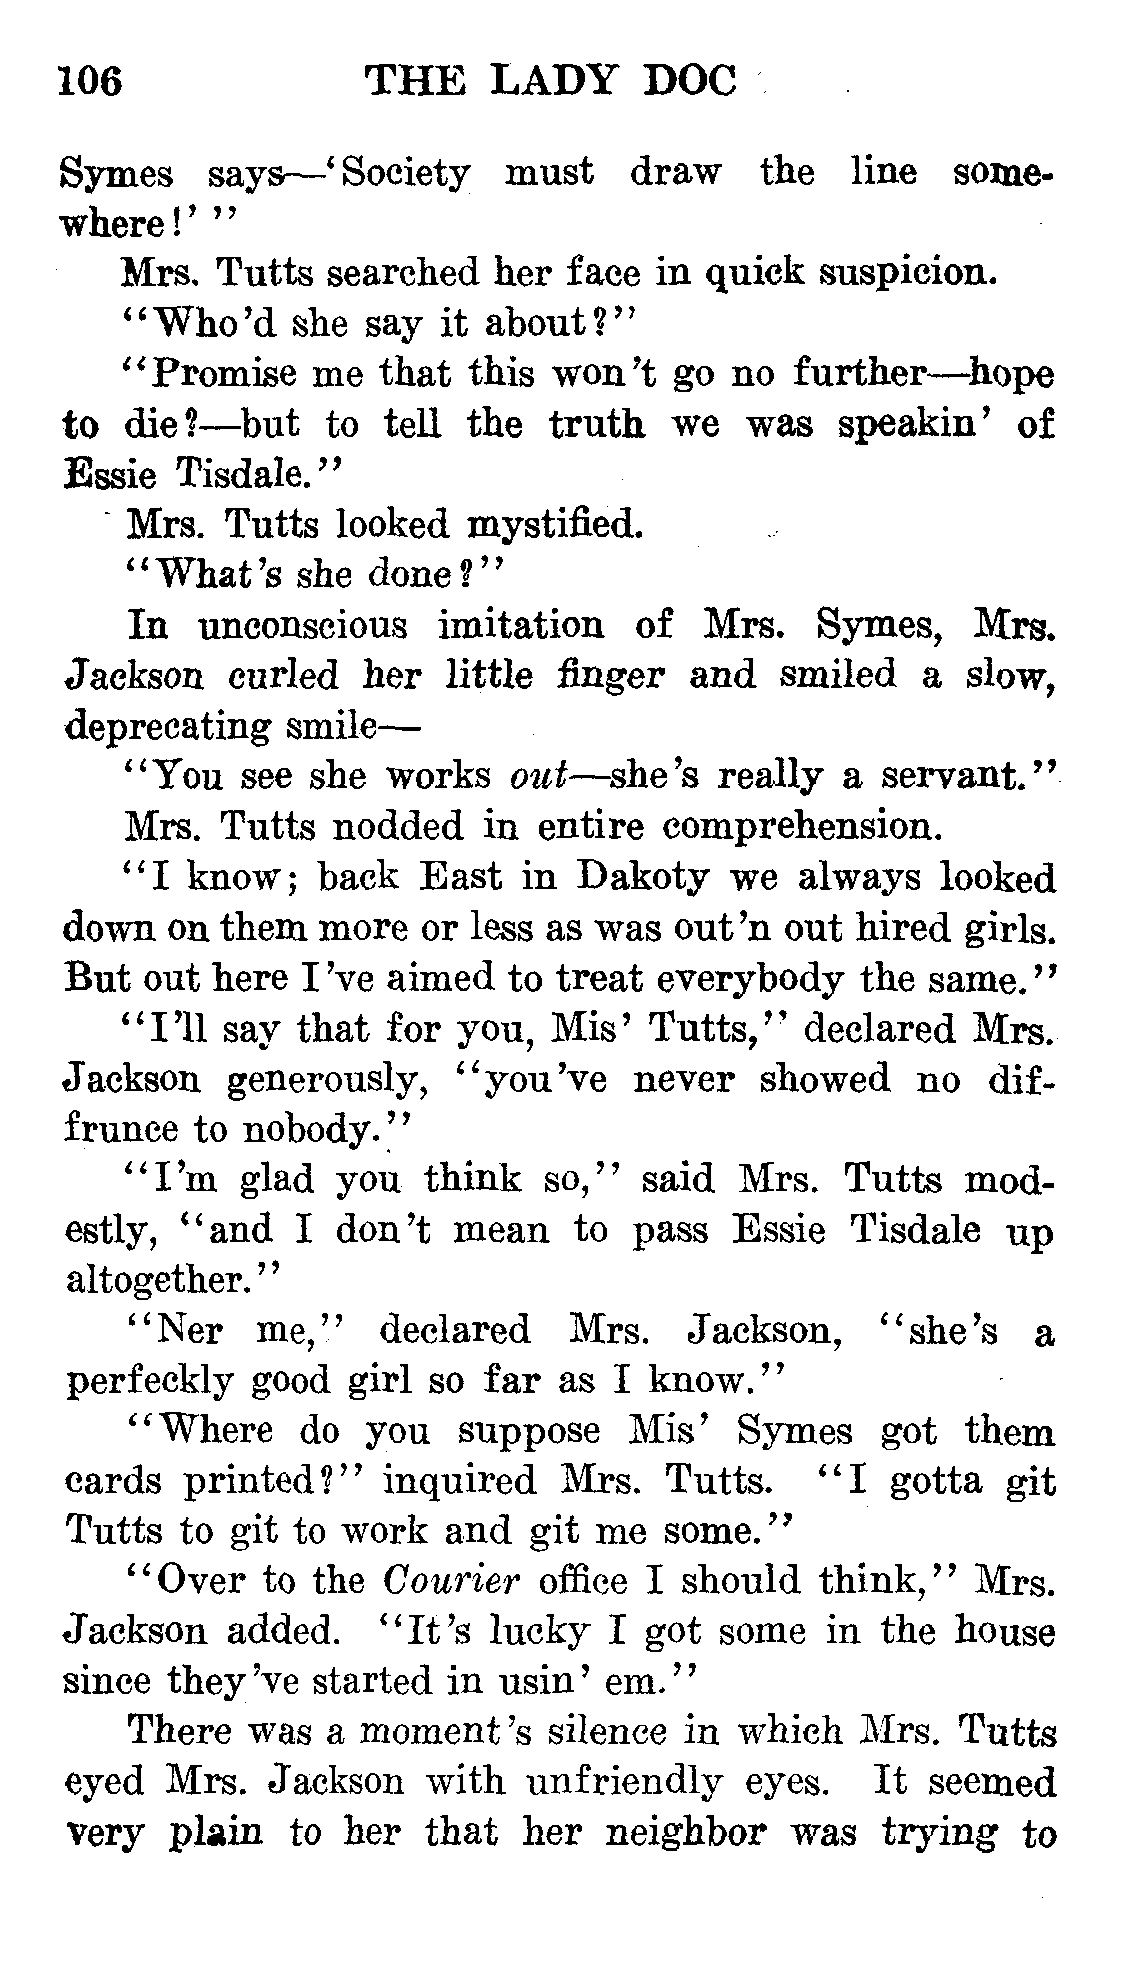 106 THE LADY DOC
Symes says—‘Society must draw the line some-
where!’ ”
Mrs. Tutts searched her face in quick suspicion.
“Who’d she say it about?”
“Promise me that this won’t go no further—hope
to die?—but to tell the truth we was speakin’ of
Essie Tisdale.”
Mrs. Tutts looked mystified.
“What’s she done?”
In unconscious imitation of Mrs. Symes, Mrs.
Jackson curled her little finger and smiled a slow,
deprecating smile—
“You see she works out—she’s really a servant.”
Mrs. Tutts nodded in entire comprehension.
“I know; back East in Dakoty we always looked
down on them more or less as was out’n out hired girls.
But out here I’ve aimed to treat everybody the same.”
“I’ll say that for you, Mis’ Tutts,” declared Mrs.
Jackson generously, “you’ve never showed no dif-
frunce to nobody.”
“I’m glad you think so,” said Mrs. Tutts mod-
estly, “and I don’t mean to pass Essie Tisdale up
altogether.”
“Ner me,” declared Mrs. Jackson, “she’s a
perfeckly good girl so far as I know.”
“Where do you suppose Mis’ Symes got them
cards printed?” inquired Mrs. Tutts. “I gotta git
Tutts to git to work and git me some.”
“Over to the Courier office I should think,” Mrs.
Jackson added. “It’s lucky I got some in the house
since they’ve started in usin’ em.”
There was a moment’s silence in which Mrs. Tutts
eyed Mrs. Jackson with unfriendly eyes. It seemed
very plain to her that her neighbor was trying to